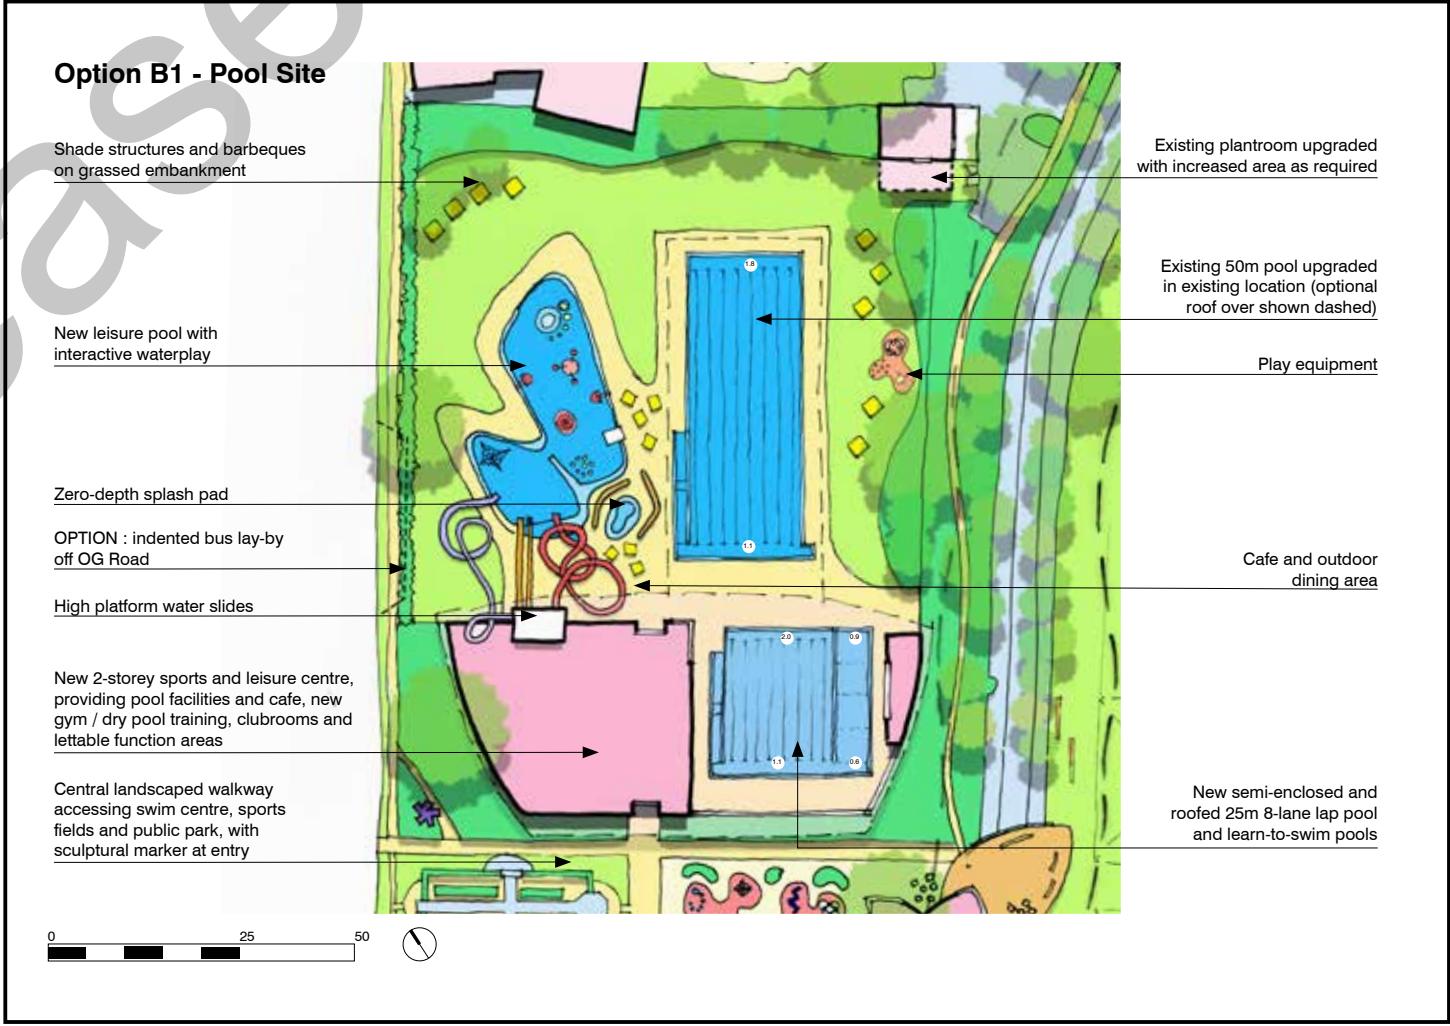 Option B1 - Pool Site
Shade structures and barbeques
on grassed embankment
New leisure pool with
interactive waterplay
Zero-depth splash pad
OPTION : indented bus lay-by
off OG Road
High platform water slides
New 2-storey sports and leisure centre,
providing pool facilities and cafe, new
gym / dry pool training, clubrooms and
lettable function areas
Central landscaped walkway
accessing swim centre, sports
fields and public park, with
sculptural marker at entry
Existing plantroom upgraded
with increased area as required
Existing 50m pool upgraded
in existing location (optional
roof over shown dashed)
Play equipment
Cafe and outdoor
dining area
New semi-enclosed and
roofed 25m 8-lane lap pool
and learn-to-swim pools
1.8
1.1
2.0
0.9
1.1
0.6
0 25 50
ase